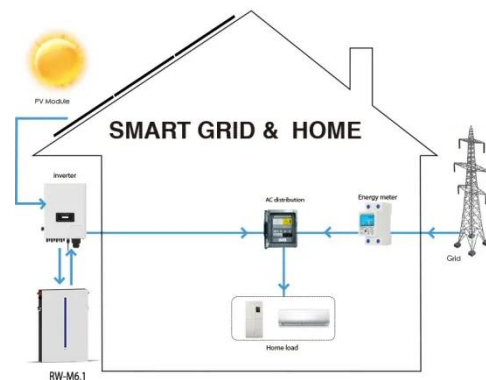 PV Module
SMART GRID & HOME
inverter
AC distribution
Energy meter
Grid
Home load
RW-M6.1